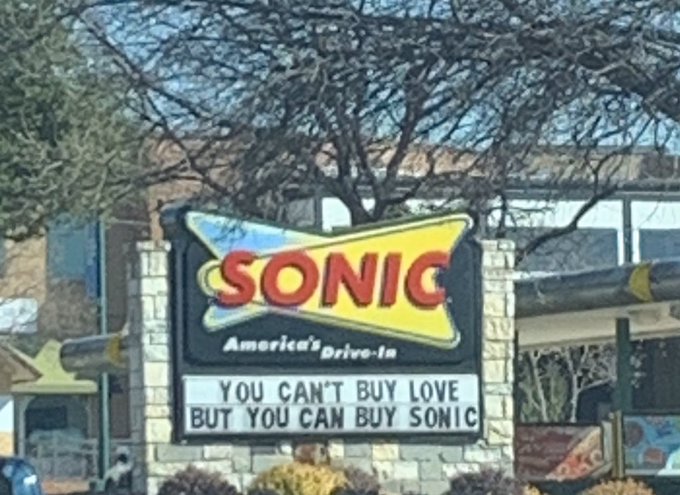 SONIC
America's Drive-In
YOU CAN'T BUY LOVE
BUT YOU CAN BUY SONIC